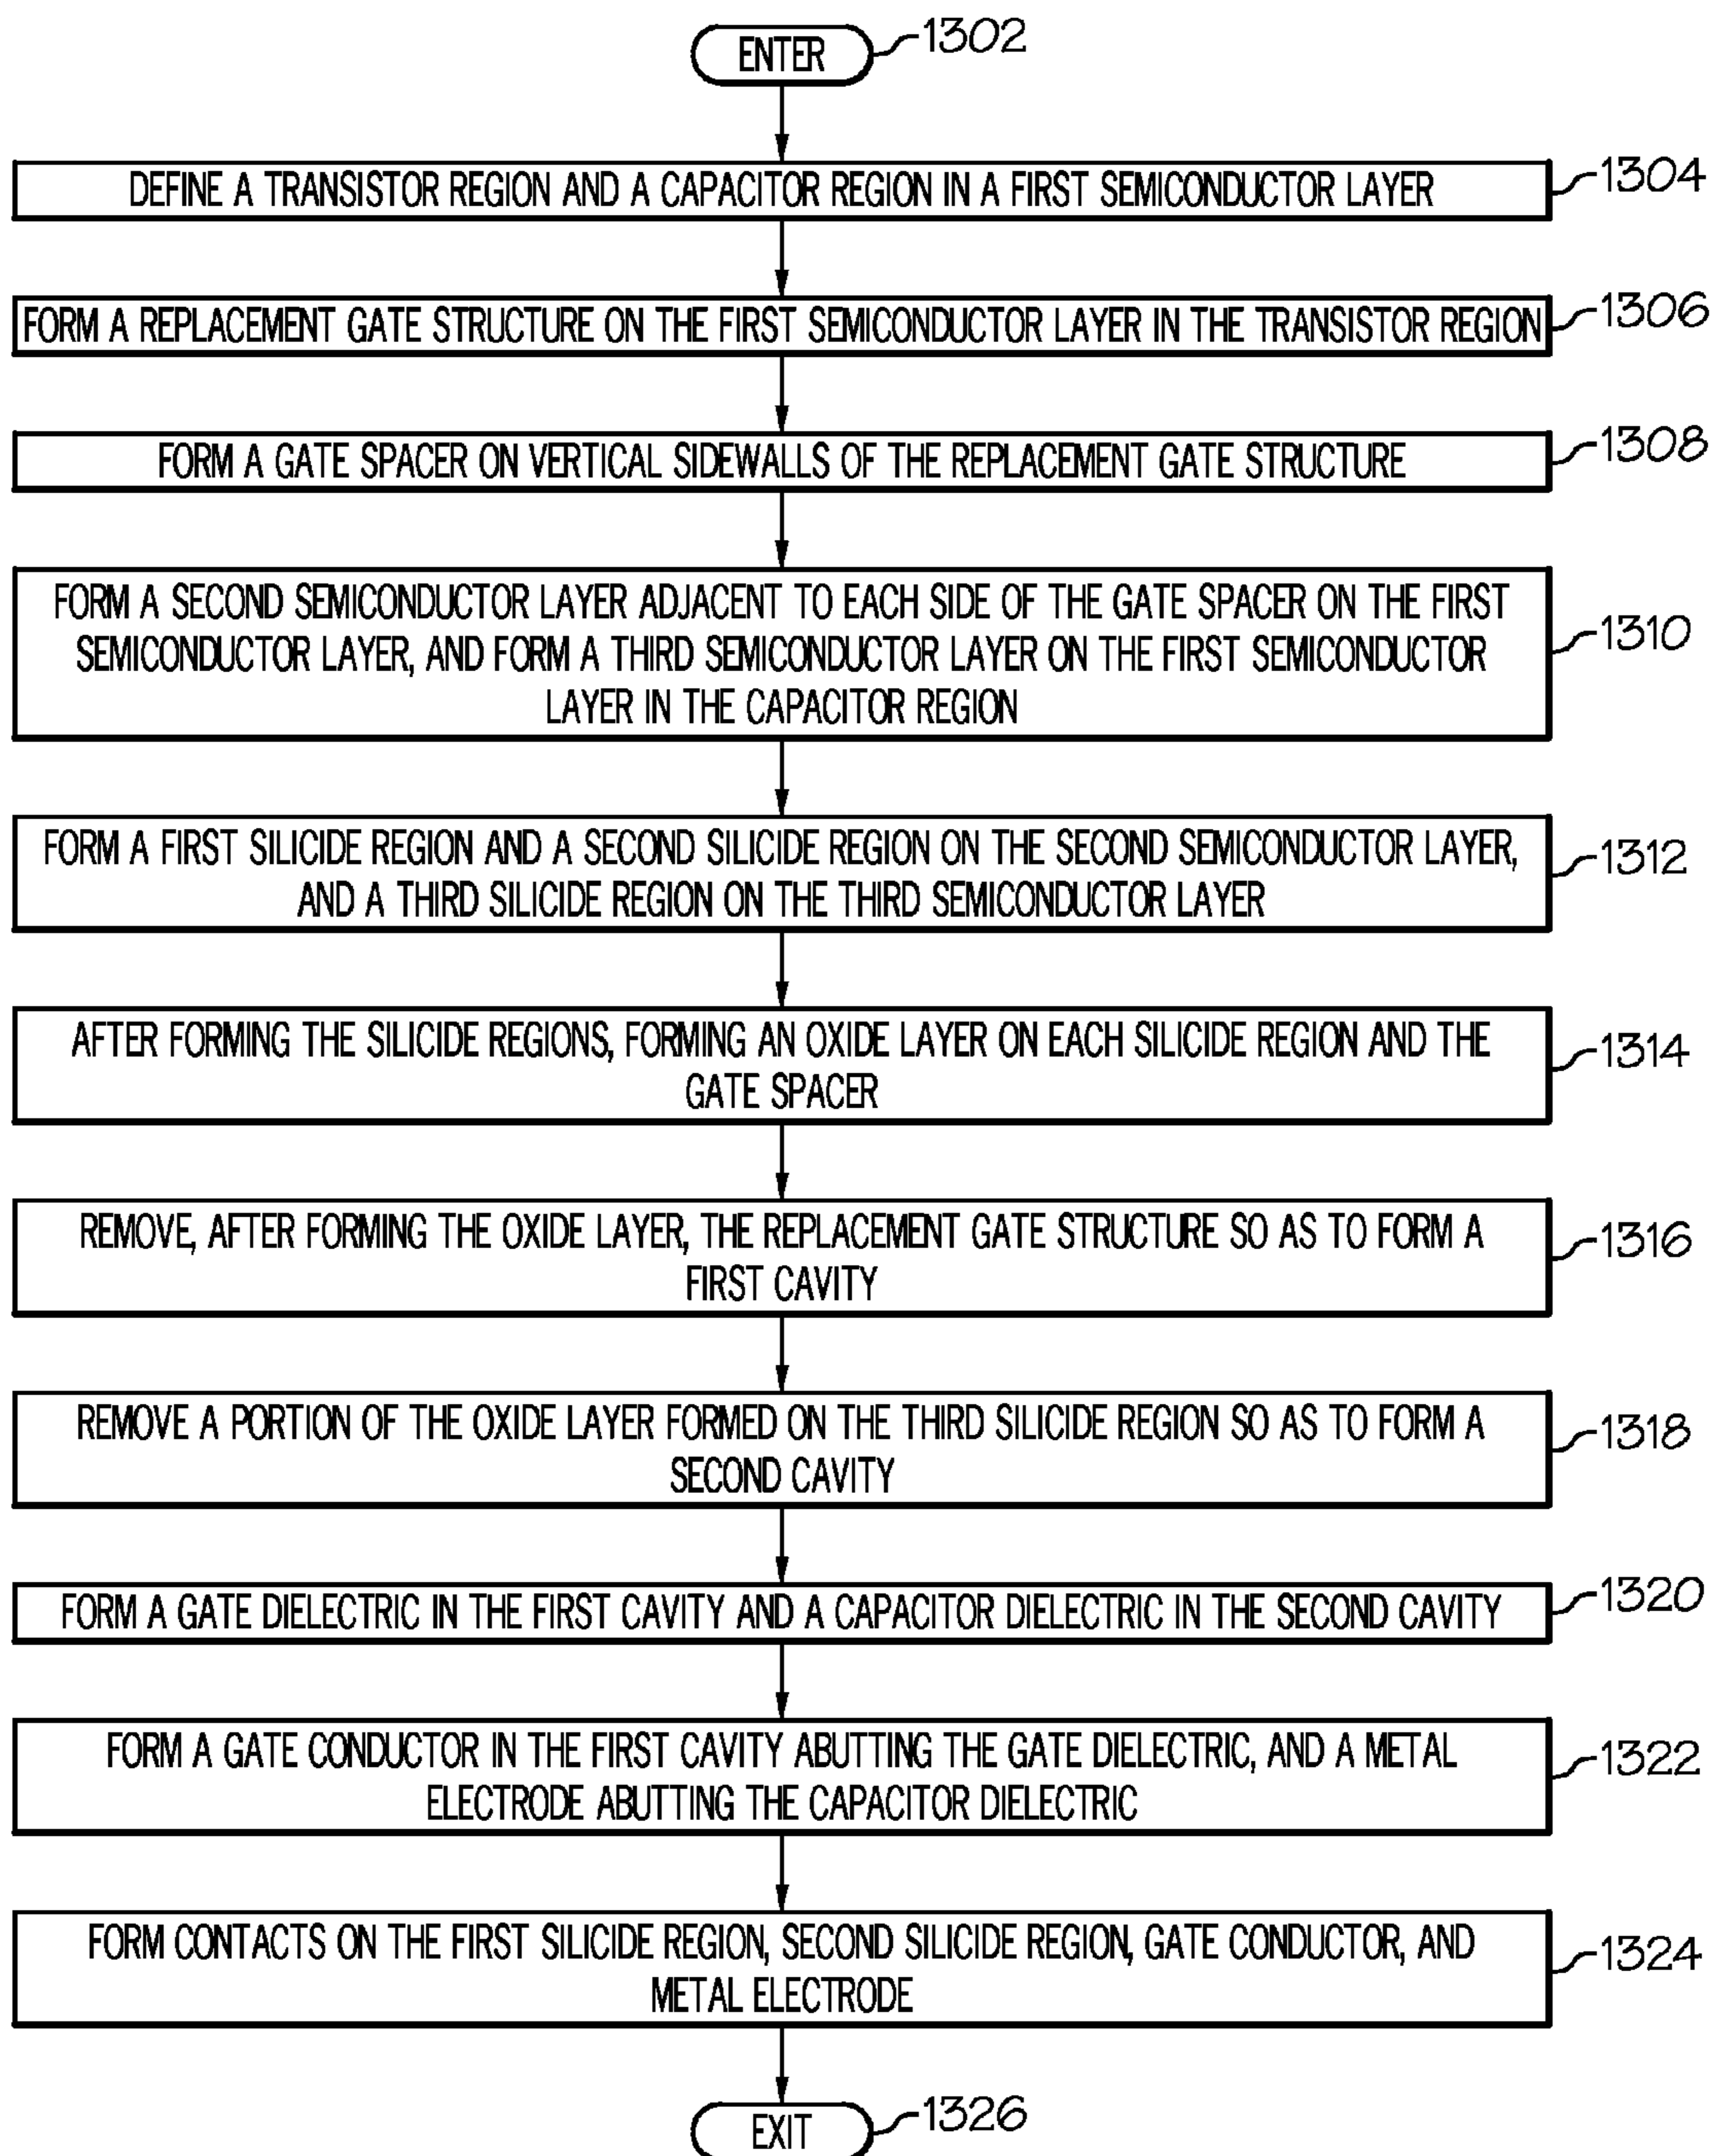 ENTER
1302
DEFINE A TRANSISTOR REGION AND A CAPACITOR REGION IN A FIRST SEMICONDUCTOR LAYER
1304
FORM A REPLACEMENT GATE STRUCTURE ON THE FIRST SEMICONDUCTOR LAYER IN THE TRANSISTOR REGION
1306
FORM A GATE SPACER ON VERTICAL SIDEWALLS OF THE REPLACEMENT GATE STRUCTURE
1308
FORM A SECOND SEMICONDUCTOR LAYER ADJACENT TO EACH SIDE OF THE GATE SPACER ON THE FIRST
SEMICONDUCTOR LAYER, AND FORM A THIRD SEMICONDUCTOR LAYER ON THE FIRST SEMICONDUCTOR
LAYER IN THE CAPACITOR REGION
1310
FORM A FIRST SILICIDE REGION AND A SECOND SILICIDE REGION ON THE SECOND SEMICONDUCTOR LAYER,
AND A THIRD SILICIDE REGION ON THE THIRD SEMICONDUCTOR LAYER
1312
AFTER FORMING THE SILICIDE REGIONS, FORMING AN OXIDE LAYER ON EACH SILICIDE REGION AND THE
GATE SPACER
1314
REMOVE, AFTER FORMING THE OXIDE LAYER, THE REPLACEMENT GATE STRUCTURE SO AS TO FORM A
FIRST CAVITY
1316
REMOVE A PORTION OF THE OXIDE LAYER FORMED ON THE THIRD SILICIDE REGION SO AS TO FORM A
SECOND CAVITY
1318
FORM A GATE DIELECTRIC IN THE FIRST CAVITY AND A CAPACITOR DIELECTRIC IN THE SECOND CAVITY
1320
FORM A GATE CONDUCTOR IN THE FIRST CAVITY ABUTTING THE GATE DIELECTRIC, AND A METAL
ELECTRODE ABUTTING THE CAPACITOR DIELECTRIC
1322
FORM CONTACTS ON THE FIRST SILICIDE REGION, SECOND SILICIDE REGION, GATE CONDUCTOR, AND
METAL ELECTRODE
1324
EXIT
1326